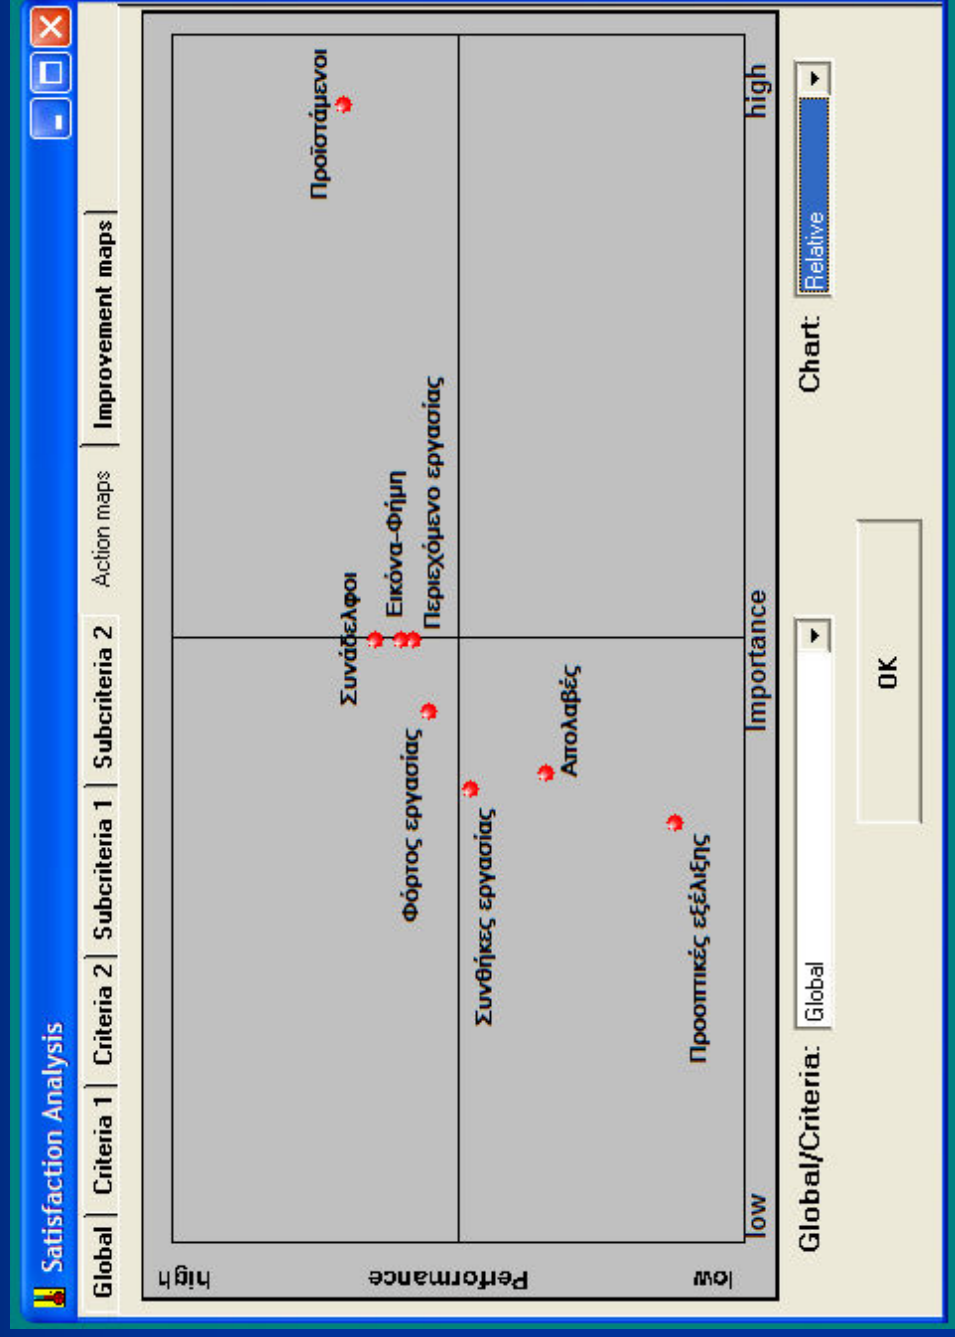 Satisfaction Analysis
Global
Criteria 1
Criteria 2
Subcriteria 1
Subcriteria 2
Action maps
Improvement maps
high
Performance
low
Προϊστάμενοι
Συνάδελφοι
Εικόνα-Φήμη
Περιεχόμενο εργασίας
Φόρτος εργασίας
Συνθήκες εργασίας
Απολαβές
Προοπτικές εξέλιξης
low
Importance
high
Global/Criteria:
Global
Chart:
Relative
OK